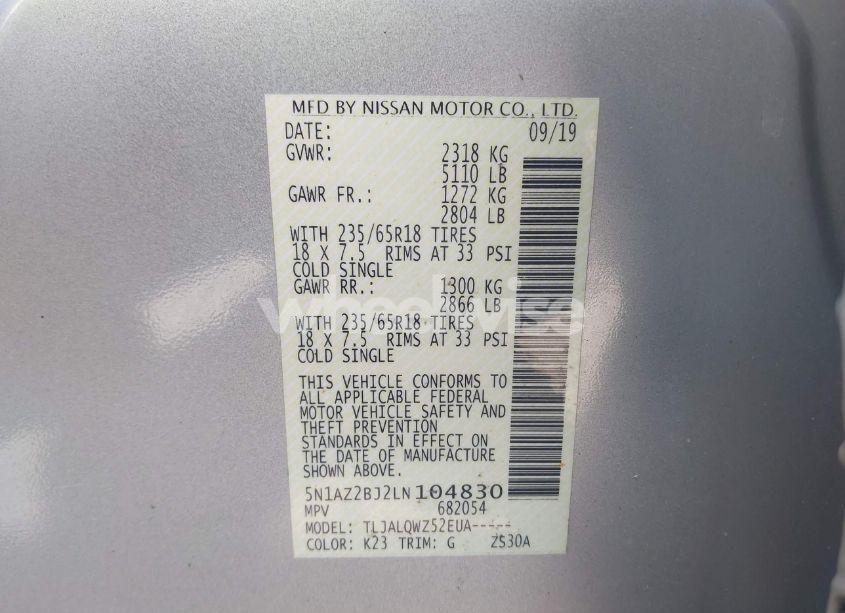 MFD BY NISSAN MOTOR CO., LTD.
DATE: 09/19
GVWR: 2318 KG
5110 LB
GAWR FR.: 1272 KG
2804 LB
WITH 235/65R18 TIRES
18 X 7.5 RIMS AT 33 PSI
COLD SINGLE
GAWR RR.: 1300 KG
2866 LB
WITH 235/65R18 TIRES
18 X 7.5 RIMS AT 33 PSI
COLD SINGLE
THIS VEHICLE CONFORMS TO
ALL APPLICABLE FEDERAL
MOTOR VEHICLE SAFETY AND
THEFT PREVENTION
STANDARDS IN EFFECT ON
THE DATE OF MANUFACTURE
SHOWN ABOVE.
5N1AZ2BJ2LN104830
MPV 682054
MODEL: TLJALQWZ52EUA-----
COLOR: K23 TRIM: G ZS30A